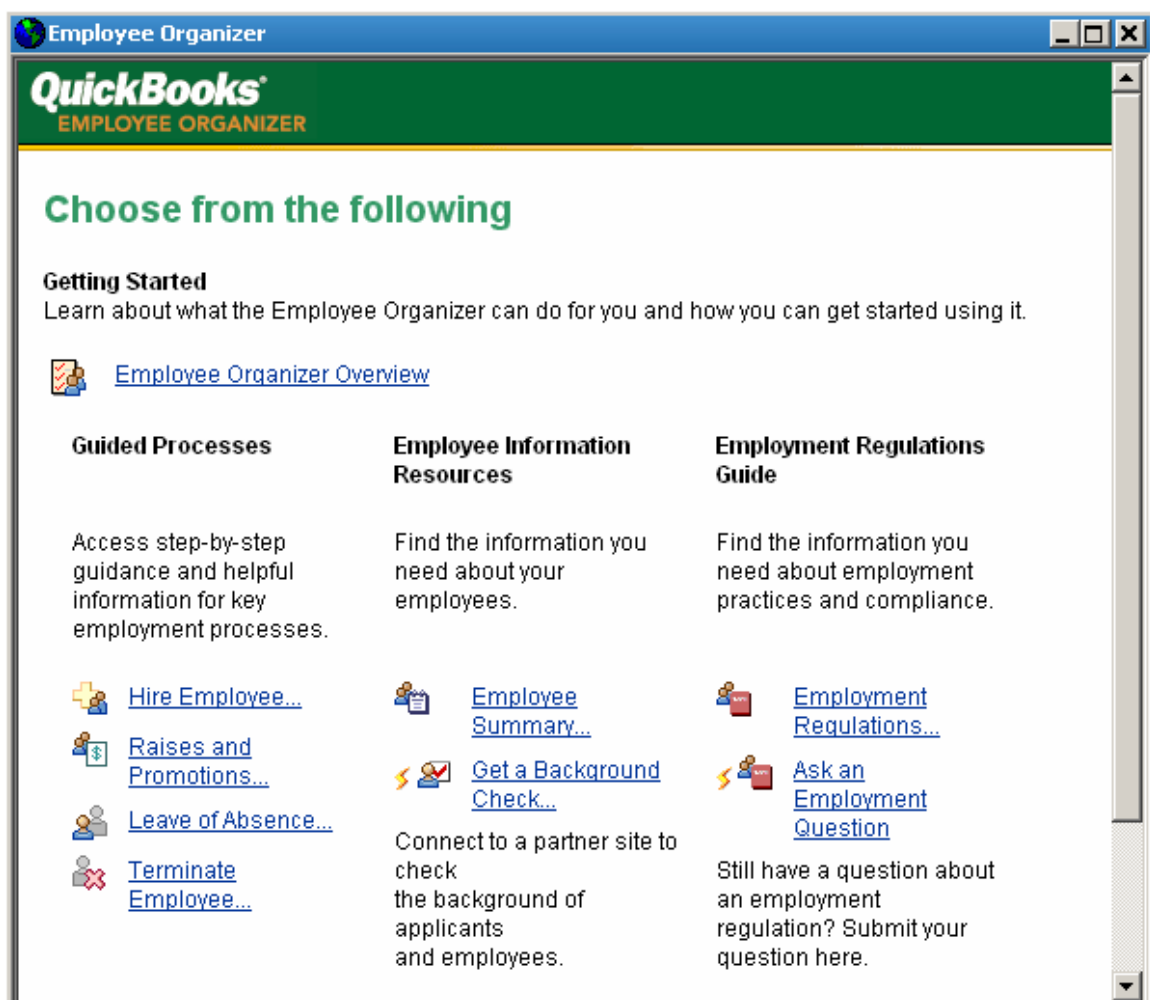 Employee Organizer
QuickBooks®
EMPLOYEE ORGANIZER
Choose from the following
Getting Started
Learn about what the Employee Organizer can do for you and how you can get started using it.
Employee Organizer Overview
Guided Processes
Access step-by-step
guidance and helpful
information for key
employment processes.
Hire Employee...
Raises and
Promotions...
Leave of Absence...
Terminate
Employee...
Employee Information
Resources
Find the information you
need about your
employees.
Employee
Summary...
Get a Background
Check...
Connect to a partner site to
check
the background of
applicants
and employees.
Employment Regulations
Guide
Find the information you
need about employment
practices and compliance.
Employment
Regulations...
Ask an
Employment
Question
Still have a question about
an employment
regulation? Submit your
question here.